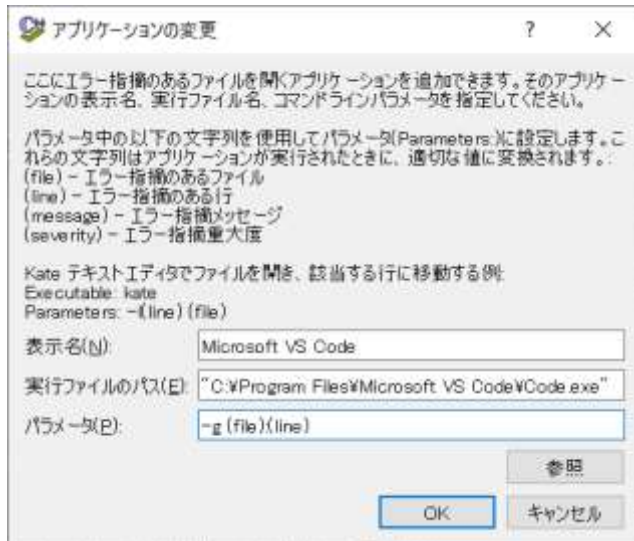 アプリケーションの変更
ここにエラー指摘のあるファイルを開くアプリケーションを追加できます。そのアプリケー
ションの表示名、実行ファイル名、コマンドラインパラメータを指定してください。
パラメータ中の以下の文字列を使用してパラメータ(Parameters:)に設定します。こ
れらの文字列はアプリケーションが実行されたときに、適切な値に変換されます。:
(file) - エラー指摘のあるファイル
(line) - エラー指摘のある行
(message) - エラー指摘メッセージ
(severity) - エラー指摘重大度
Kate テキストエディタでファイルを開き、該当する行に移動する例:
Executable: kate
Parameters: -l(line) (file)
表示名(N): Microsoft VS Code
実行ファイルのパス(E): "C:¥Program Files¥Microsoft VS Code¥Code.exe"
パラメータ(P): -g (file)(line)
参照
OK キャンセル